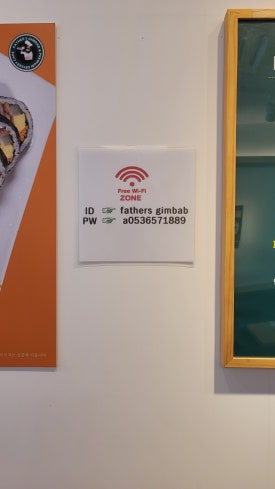 Free Wi-Fi
ZONE
ID ☞ fathers gimbab
PW ☞ a0536571889